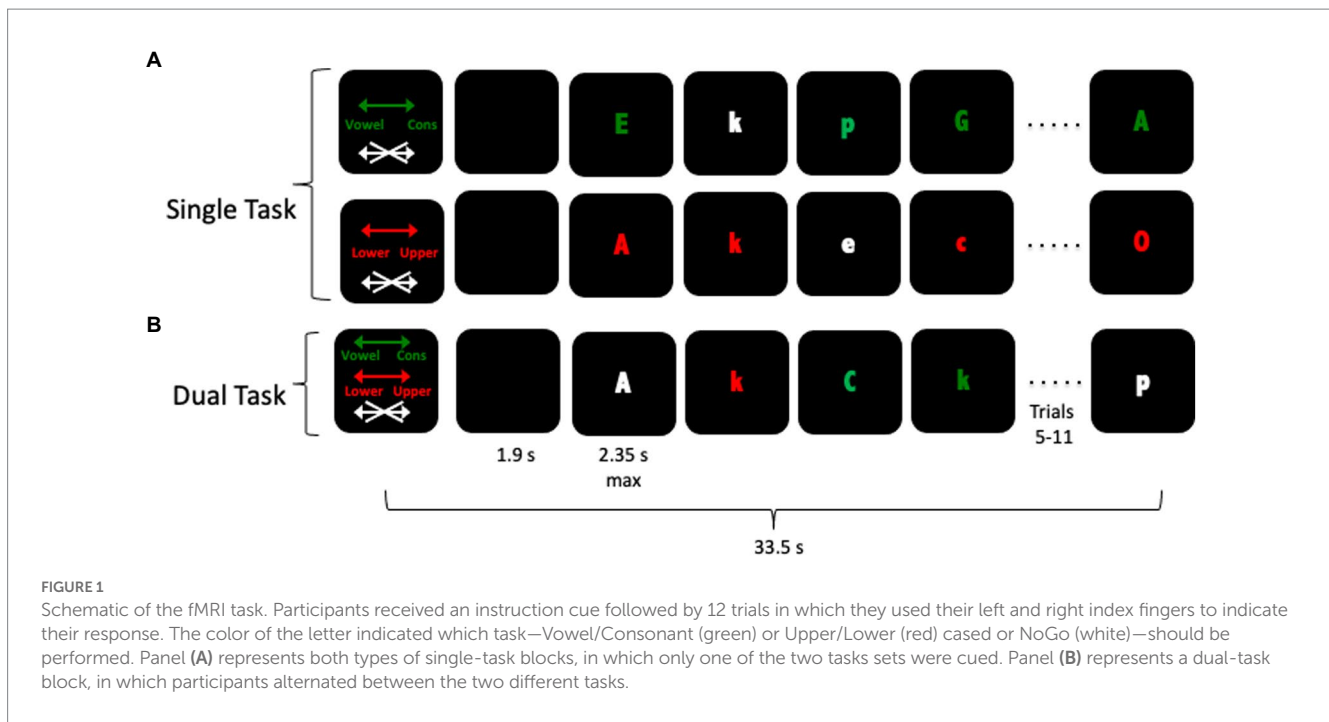 A
Vowel Cons
E k p G ..... A
Single Task
Lower Upper
A k e c ..... O
B
Vowel Cons
Lower Upper
Dual Task
A k C k ..... p
Trials
5-11
1.9 s 2.35 s
max
33.5 s
FIGURE 1
Schematic of the fMRI task. Participants received an instruction cue followed by 12 trials in which they used their left and right index fingers to indicate
their response. The color of the letter indicated which task—Vowel/Consonant (green) or Upper/Lower (red) cased or NoGo (white)—should be
performed. Panel (A) represents both types of single-task blocks, in which only one of the two tasks sets were cued. Panel (B) represents a dual-task
block, in which participants alternated between the two different tasks.